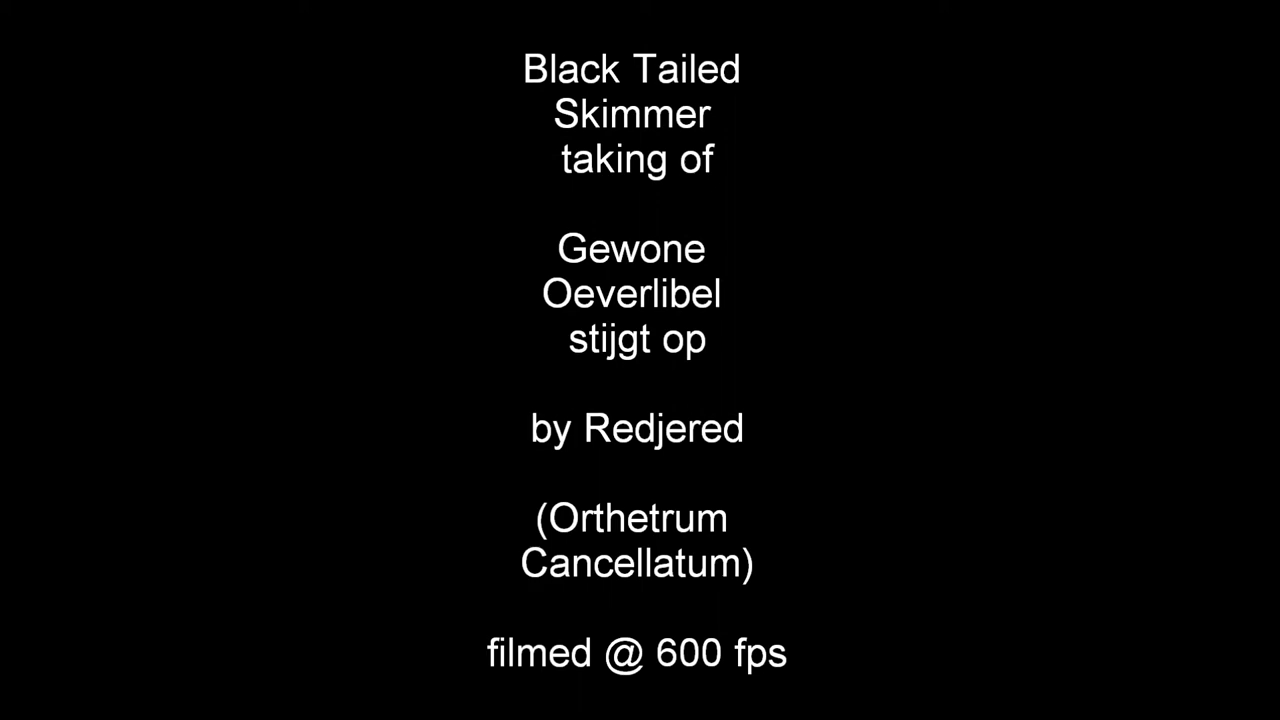 Black Tailed
Skimmer
taking of
Gewone
Oeverlibel
stijgt op
by Redjered
(Orthetrum
Cancellatum)
filmed @ 600 fps